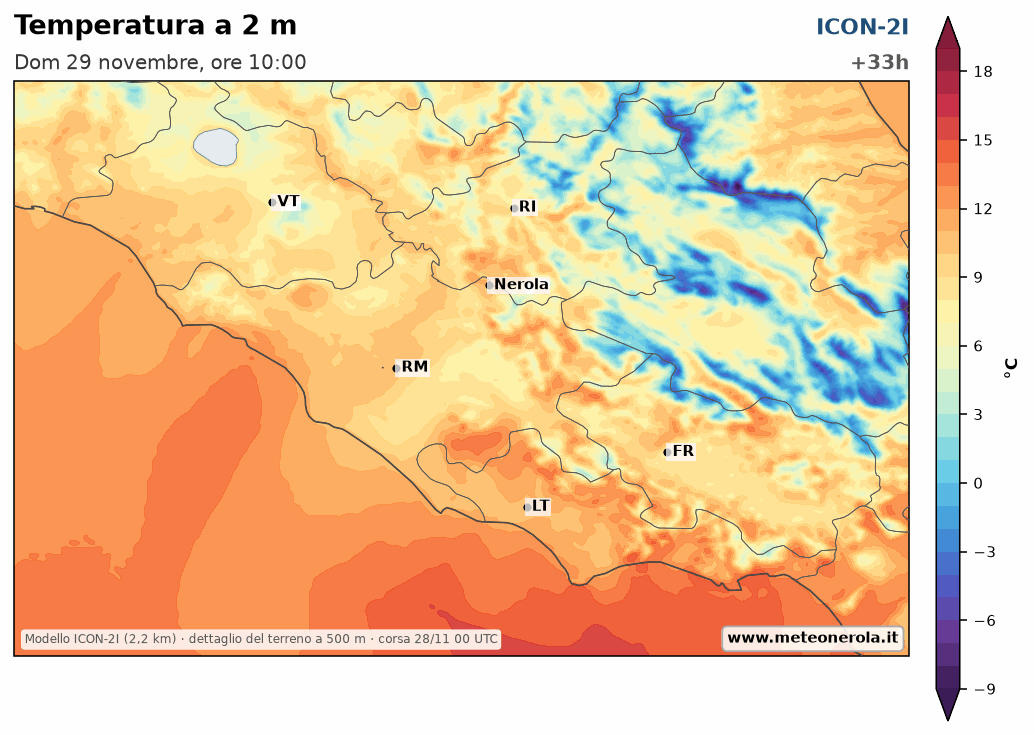 Temperatura a 2 m
ICON-2I
Dom 29 novembre, ore 10:00
+33h
18
15
12
9
6
3
0
−3
−6
−9
°C
VT
RI
Nerola
RM
FR
LT
Modello ICON-2I (2,2 km) · dettaglio del terreno a 500 m · corsa 28/11 00 UTC
www.meteonerola.it